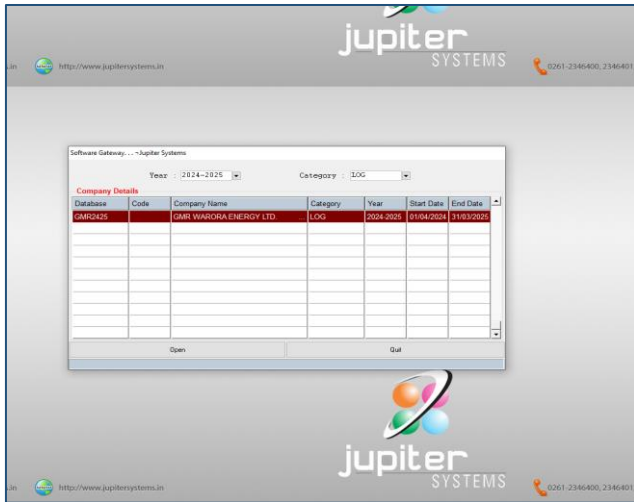 jupiter
SYSTEMS
s.in http://www.jupitersystems.in 0261-2346400, 2346401
Software Gateway. . . ~Jupiter Systems
Year : 2024-2025 Category : LOG
Company Details
Database Code Company Name Category Year Start Date End Date
GMR2425 GMR WARORA ENERGY LTD. ... LOG 2024-2025 01/04/2024 31/03/2025
Open Quit
jupiter
SYSTEMS
s.in http://www.jupitersystems.in 0261-2346400, 2346401